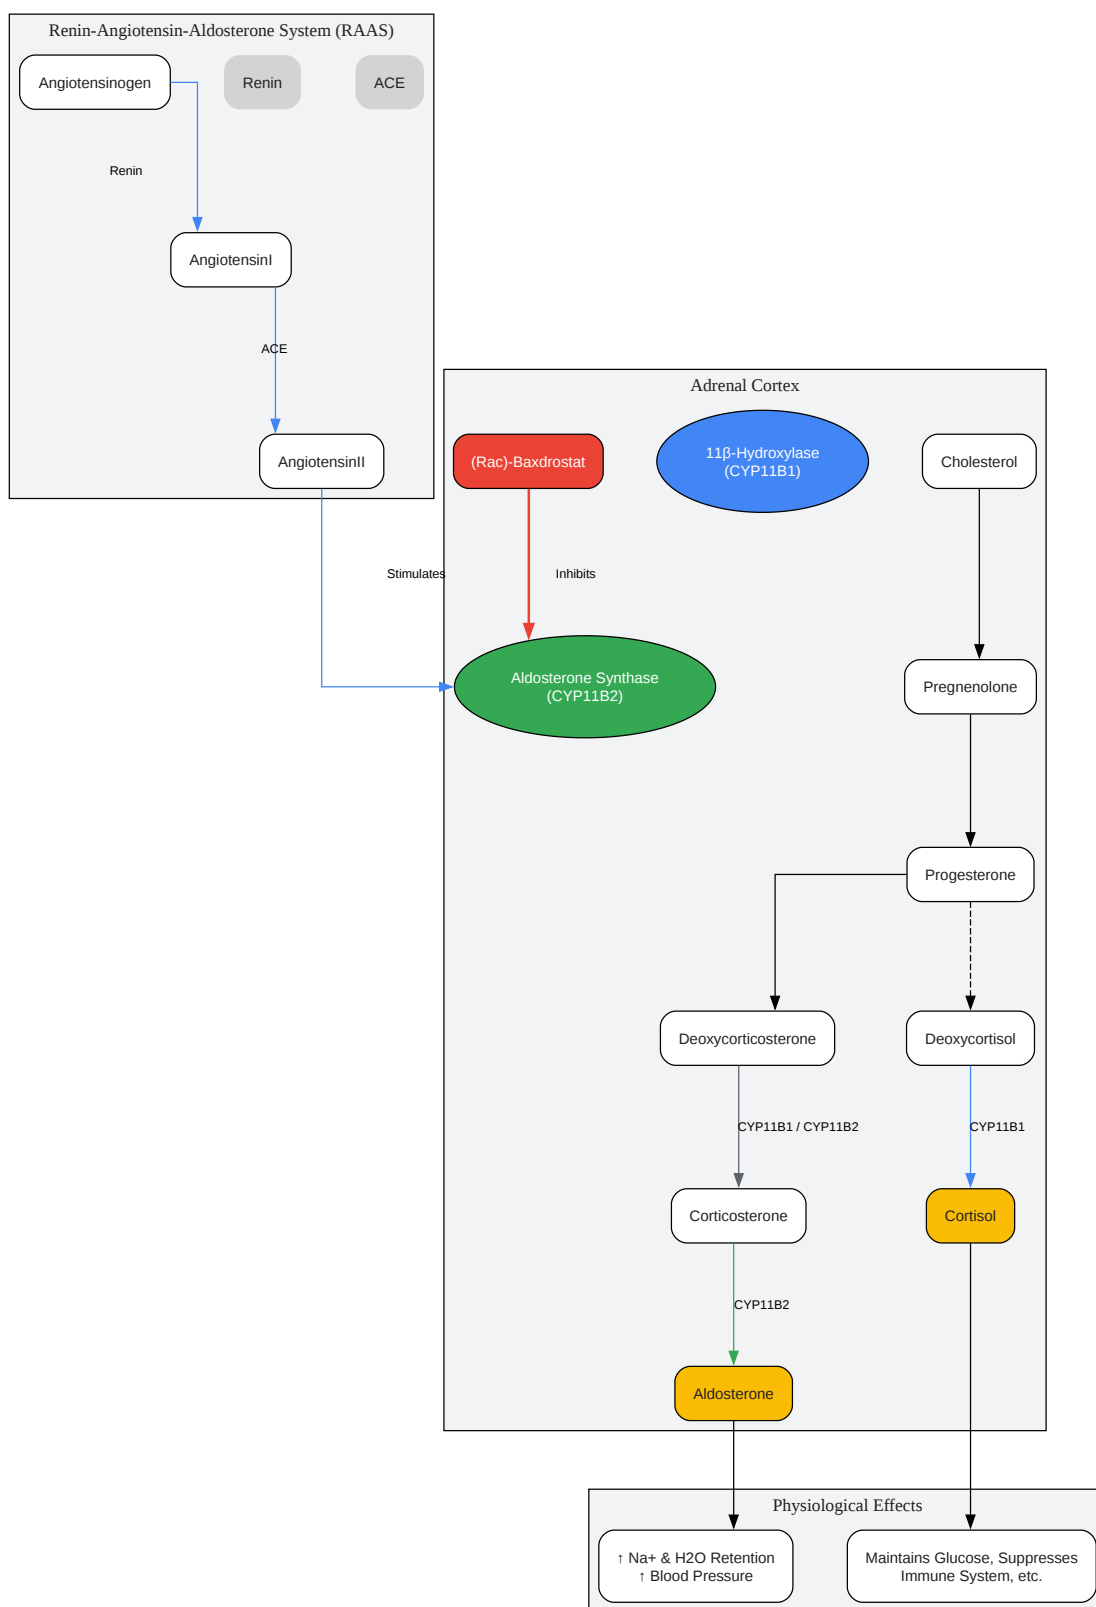 Renin-Angiotensin-Aldosterone System (RAAS)
Angiotensinogen
Renin
ACE
Renin
AngiotensinI
ACE
AngiotensinII
Adrenal Cortex
(Rac)-Baxdrostat
11β-Hydroxylase
(CYP11B1)
Cholesterol
Stimulates
Inhibits
Aldosterone Synthase
(CYP11B2)
Pregnenolone
Progesterone
Deoxycorticosterone
Deoxycortisol
CYP11B1 / CYP11B2
CYP11B1
Corticosterone
Cortisol
CYP11B2
Aldosterone
Physiological Effects
↑ Na+ & H2O Retention
↑ Blood Pressure
Maintains Glucose, Suppresses
Immune System, etc.